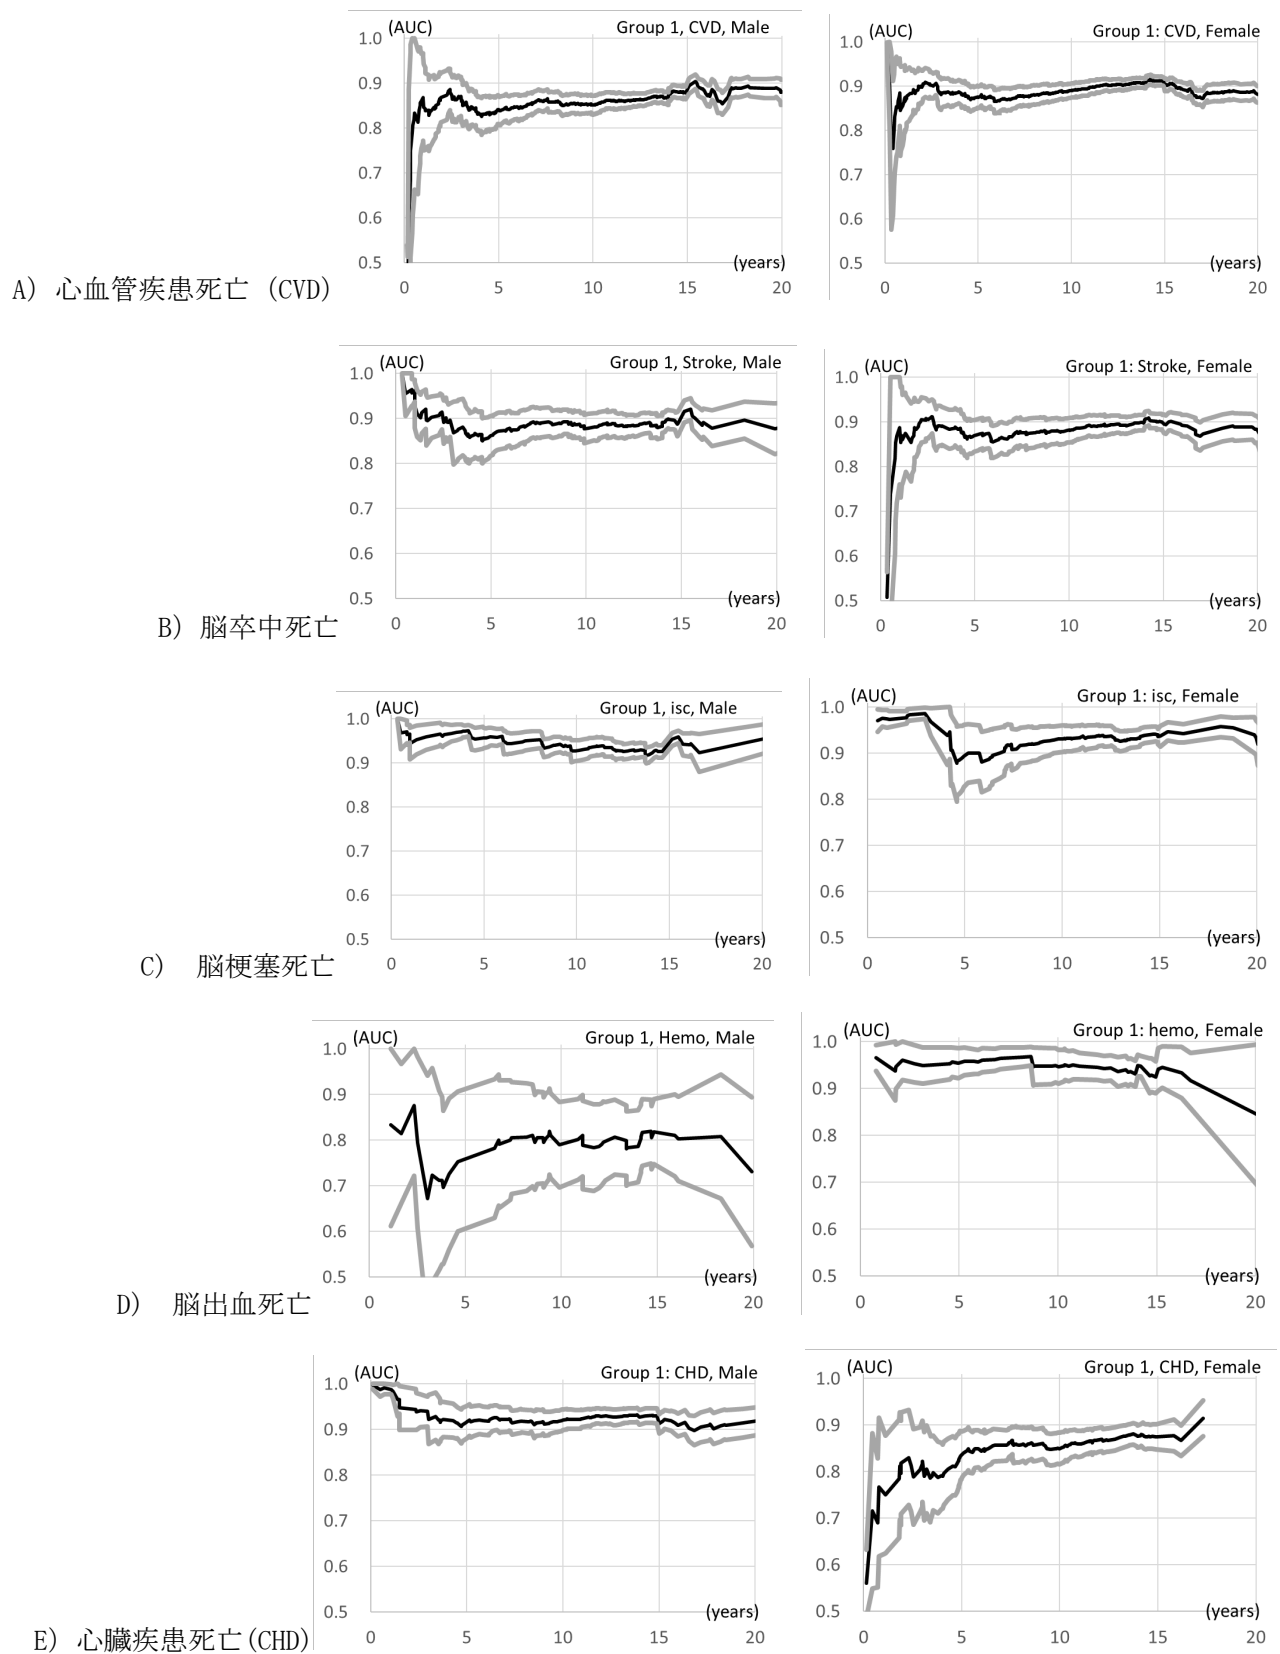 (AUC) Group 1, CVD, Male
1.0
0.9
0.8
0.7
0.6
0.5
(years)
0 5 10 15 20
(AUC) Group 1: CVD, Female
1.0
0.9
0.8
0.7
0.6
0.5
(years)
0 5 10 15 20
A) 心血管疾患死亡 (CVD)
(AUC) Group 1, Stroke, Male
1.0
0.9
0.8
0.7
0.6
0.5
(years)
0 5 10 15 20
(AUC) Group 1: Stroke, Female
1.0
0.9
0.8
0.7
0.6
0.5
(years)
0 5 10 15 20
B) 脳卒中死亡
(AUC) Group 1, isc, Male
1.0
0.9
0.8
0.7
0.6
0.5
(years)
0 5 10 15 20
(AUC) Group 1: isc, Female
1.0
0.9
0.8
0.7
0.6
0.5
(years)
0 5 10 15 20
C) 脳梗塞死亡
(AUC) Group 1, Hemo, Male
1.0
0.9
0.8
0.7
0.6
0.5
(years)
0 5 10 15 20
(AUC) Group 1: hemo, Female
1.0
0.9
0.8
0.7
0.6
0.5
(years)
0 5 10 15 20
D) 脳出血死亡
(AUC) Group 1: CHD, Male
1.0
0.9
0.8
0.7
0.6
0.5
(years)
0 5 10 15 20
(AUC) Group 1, CHD, Female
1.0
0.9
0.8
0.7
0.6
0.5
(years)
0 5 10 15 20
E) 心臓疾患死亡(CHD)